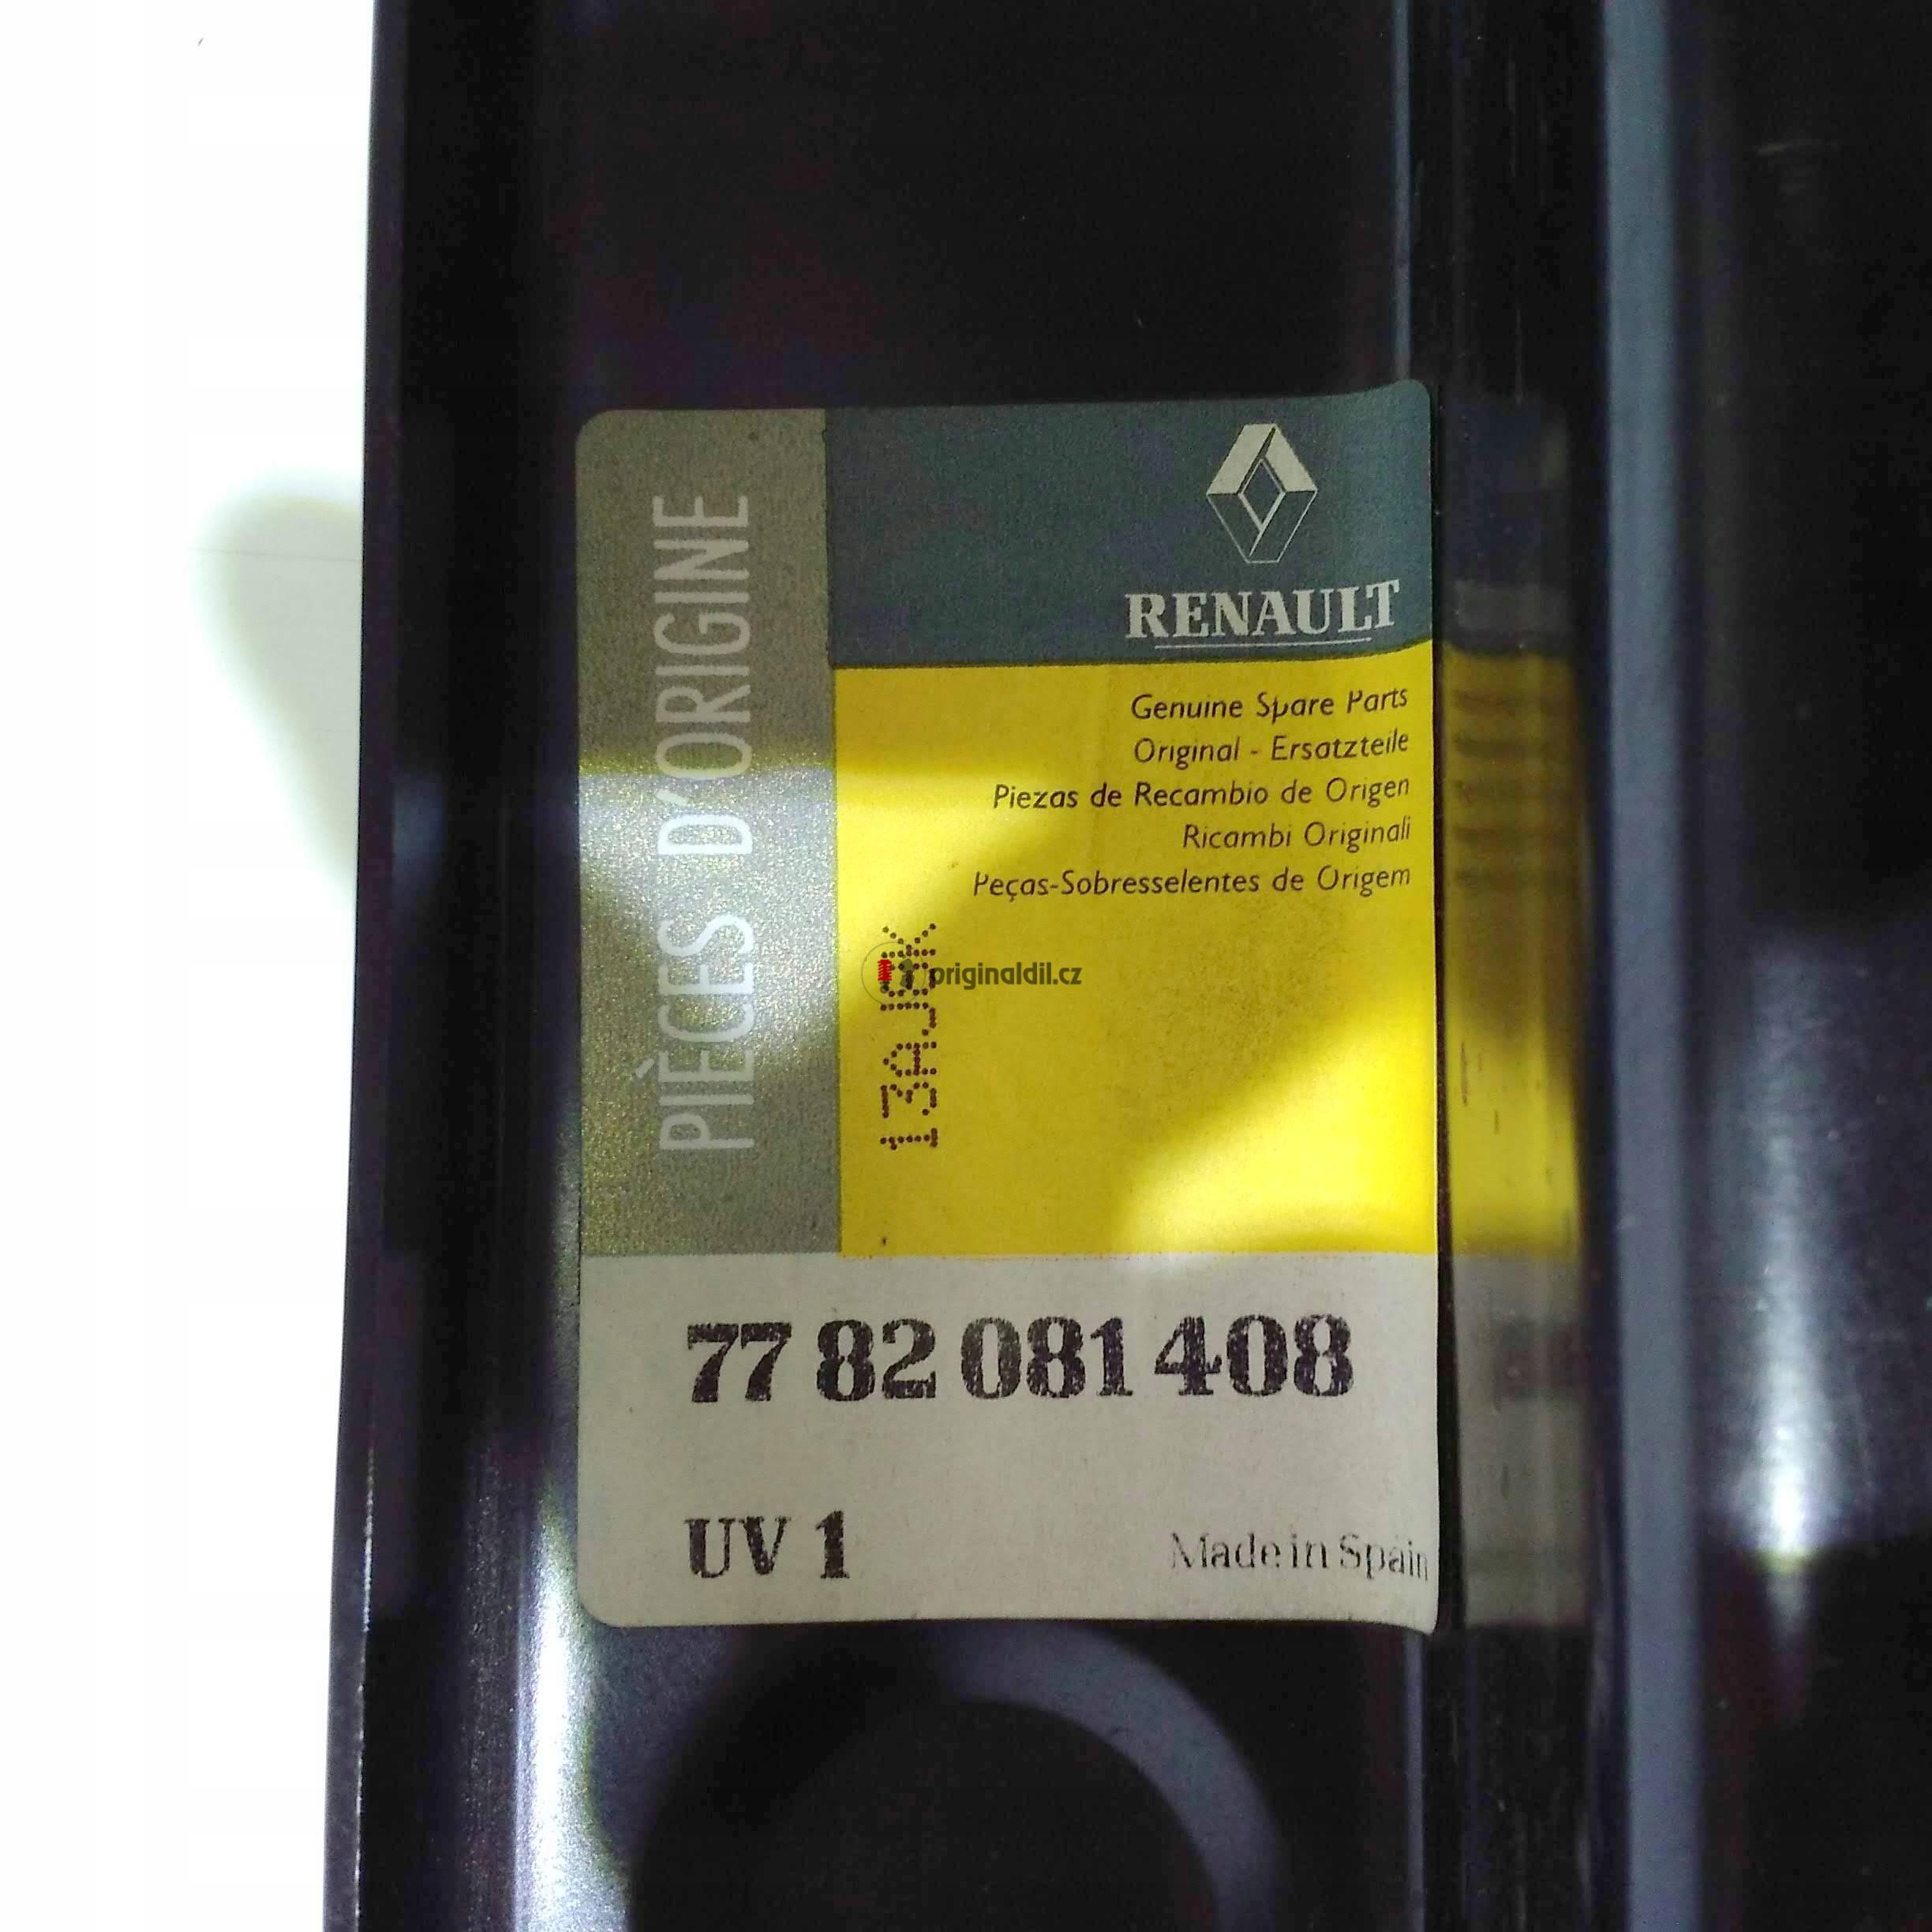 PIÈCES D'ORIGINE
RENAULT
Genuine Spare Parts
Original - Ersatzteile
Piezas de Recambio de Origen
Ricambi Originali
Peças-Sobresselentes de Origem
originaldil.cz
77 82 081 408
UV 1
Made in Spain